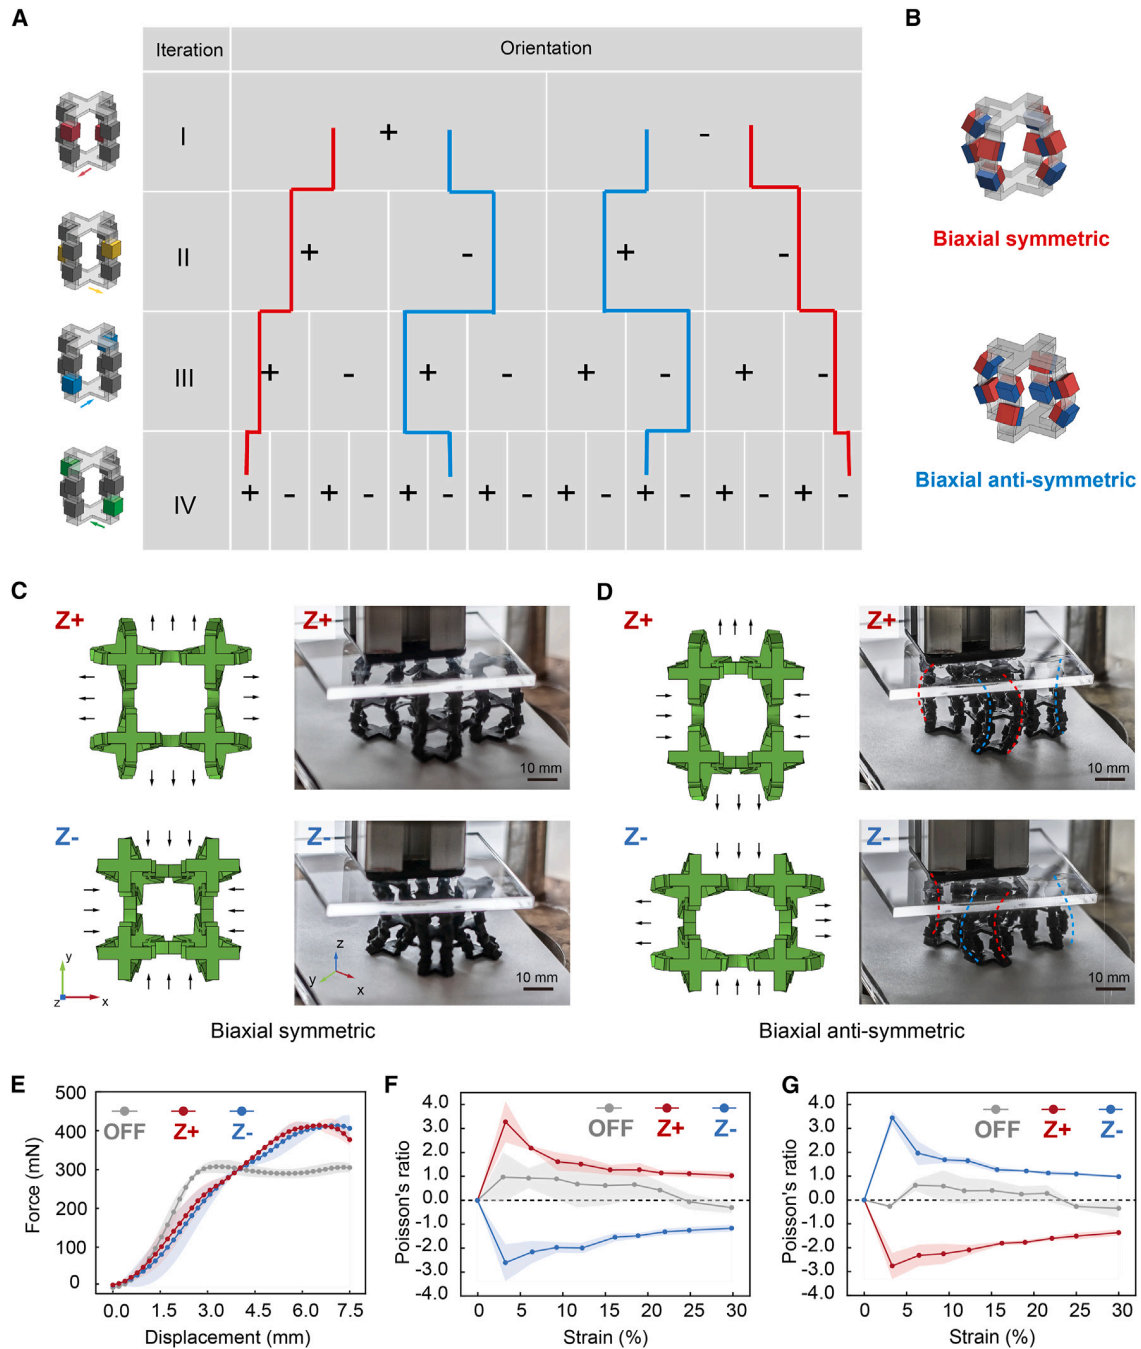 A
B
Iteration
Orientation
I
+
-
II
+
-
+
-
III
+
-
+
-
+
-
+
-
IV
+
-
+
-
+
-
+
-
+
-
+
-
+
-
+
-
Biaxial symmetric
Biaxial anti-symmetric
C
Z+
Z+
10 mm
Z-
Z-
y
z
x
z
y
x
10 mm
Biaxial symmetric
D
Z+
Z+
10 mm
Z-
Z-
10 mm
Biaxial anti-symmetric
E
500
400
300
200
100
0
Force (mN)
OFF
Z+
Z-
0.0
1.5
3.0
4.5
6.0
7.5
Displacement (mm)
F
4.0
3.0
2.0
1.0
0.0
-1.0
-2.0
-3.0
-4.0
Poisson's ratio
OFF
Z+
Z-
0
5
10
15
20
25
30
Strain (%)
G
4.0
3.0
2.0
1.0
0.0
-1.0
-2.0
-3.0
-4.0
Poisson's ratio
OFF
Z+
Z-
0
5
10
15
20
25
30
Strain (%)